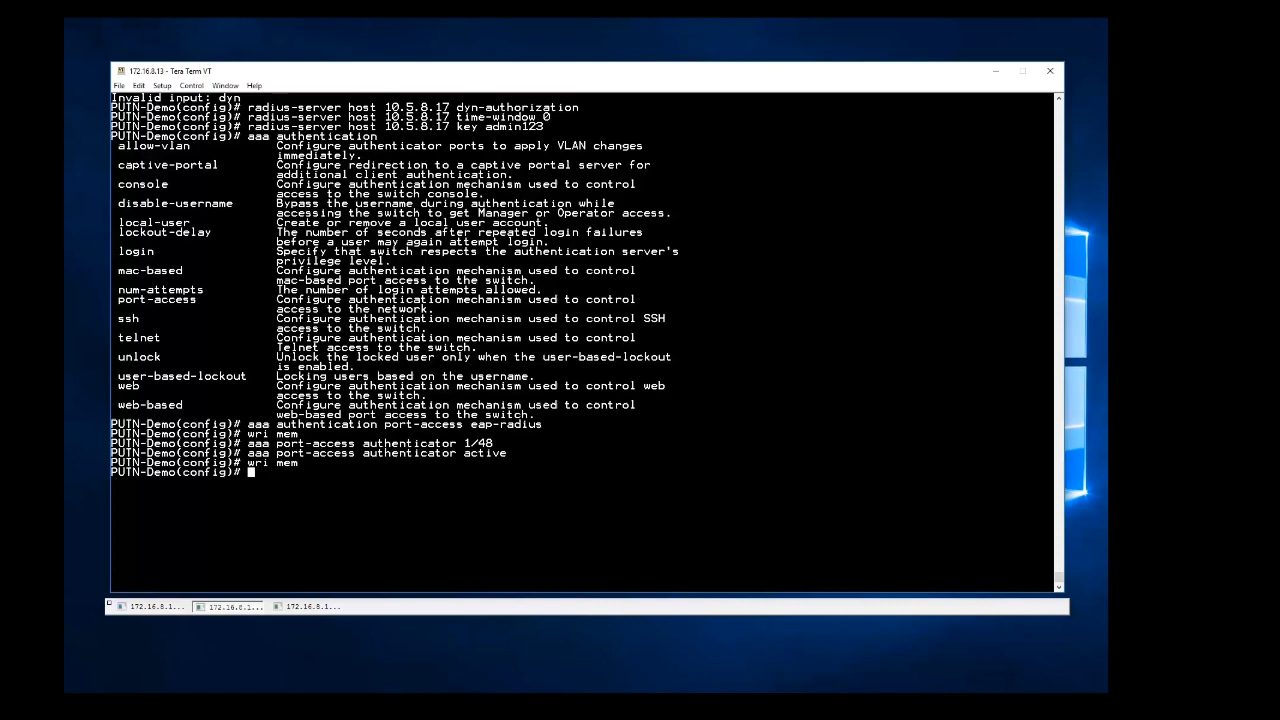 172.16.8.13 - Tera Term VT
File Edit Setup Control Window Help
Invalid input: dyn
PUTN-Demo(config)# radius-server host 10.5.8.17 dyn-authorization
PUTN-Demo(config)# radius-server host 10.5.8.17 time-window 0
PUTN-Demo(config)# radius-server host 10.5.8.17 key admin123
PUTN-Demo(config)# aaa authentication
allow-vlan Configure authenticator ports to apply VLAN changes
immediately.
captive-portal Configure redirection to a captive portal server for
additional client authentication.
console Configure authentication mechanism used to control
access to the switch console.
disable-username Bypass the username during authentication while
accessing the switch to get Manager or Operator access.
local-user Create or remove a local user account.
lockout-delay The number of seconds after repeated login failures
before a user may again attempt login.
login Specify that switch respects the authentication server's
privilege level.
mac-based Configure authentication mechanism used to control
mac-based port access to the switch.
num-attempts The number of login attempts allowed.
port-access Configure authentication mechanism used to control
access to the network.
ssh Configure authentication mechanism used to control SSH
access to the switch.
telnet Configure authentication mechanism used to control
Telnet access to the switch.
unlock Unlock the locked user only when the user-based-lockout
is enabled.
user-based-lockout Locking users based on the username.
web Configure authentication mechanism used to control web
access to the switch.
web-based Configure authentication mechanism used to control
web-based port access to the switch.
PUTN-Demo(config)# aaa authentication port-access eap-radius
PUTN-Demo(config)# wri mem
PUTN-Demo(config)# aaa port-access authenticator 1/48
PUTN-Demo(config)# aaa port-access authenticator active
PUTN-Demo(config)# wri mem
PUTN-Demo(config)#
172.16.8.1... 172.16.8.1... 172.16.8.1...